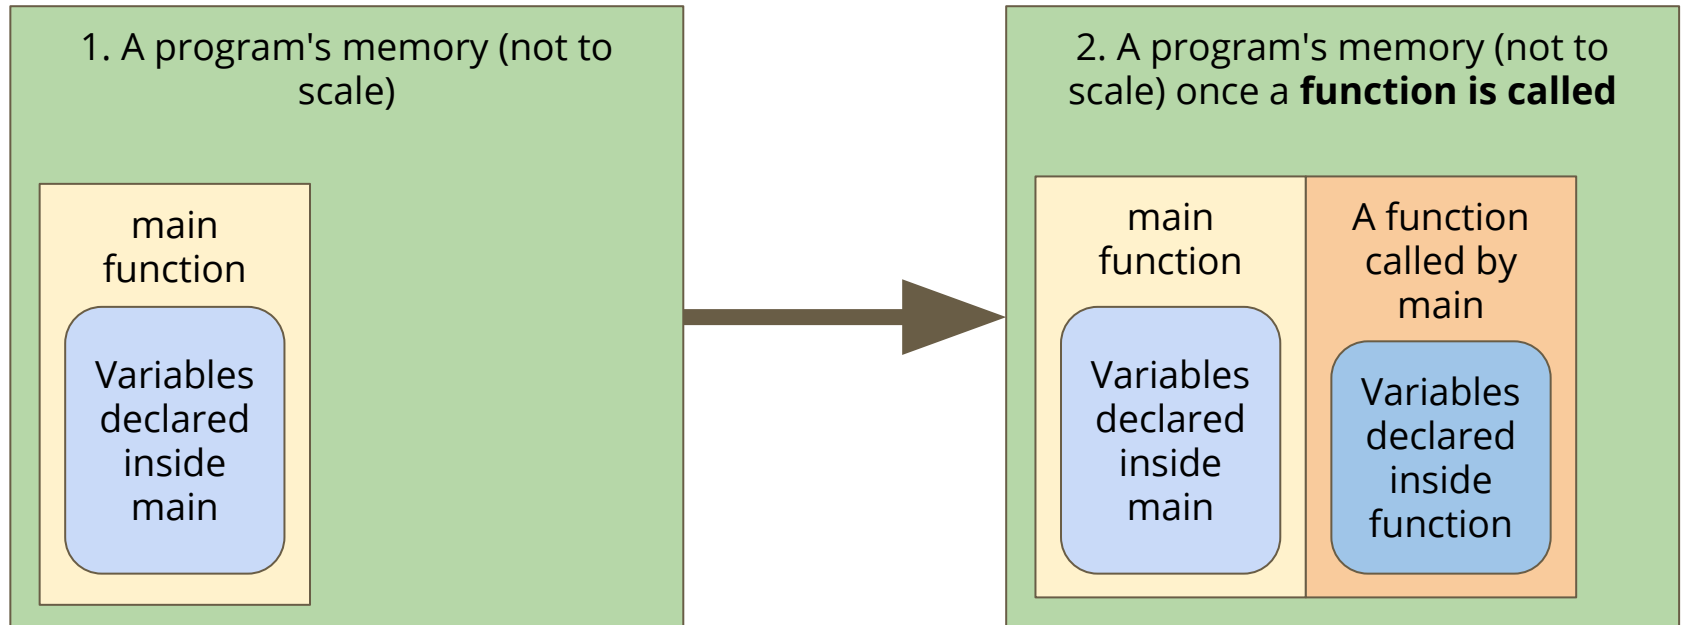 1. A program's memory (not to
scale)
main
function
Variables
declared
inside
main
2. A program's memory (not to
scale) once a function is called
main
function
Variables
declared
inside
main
A function
called by
main
Variables
declared
inside
function